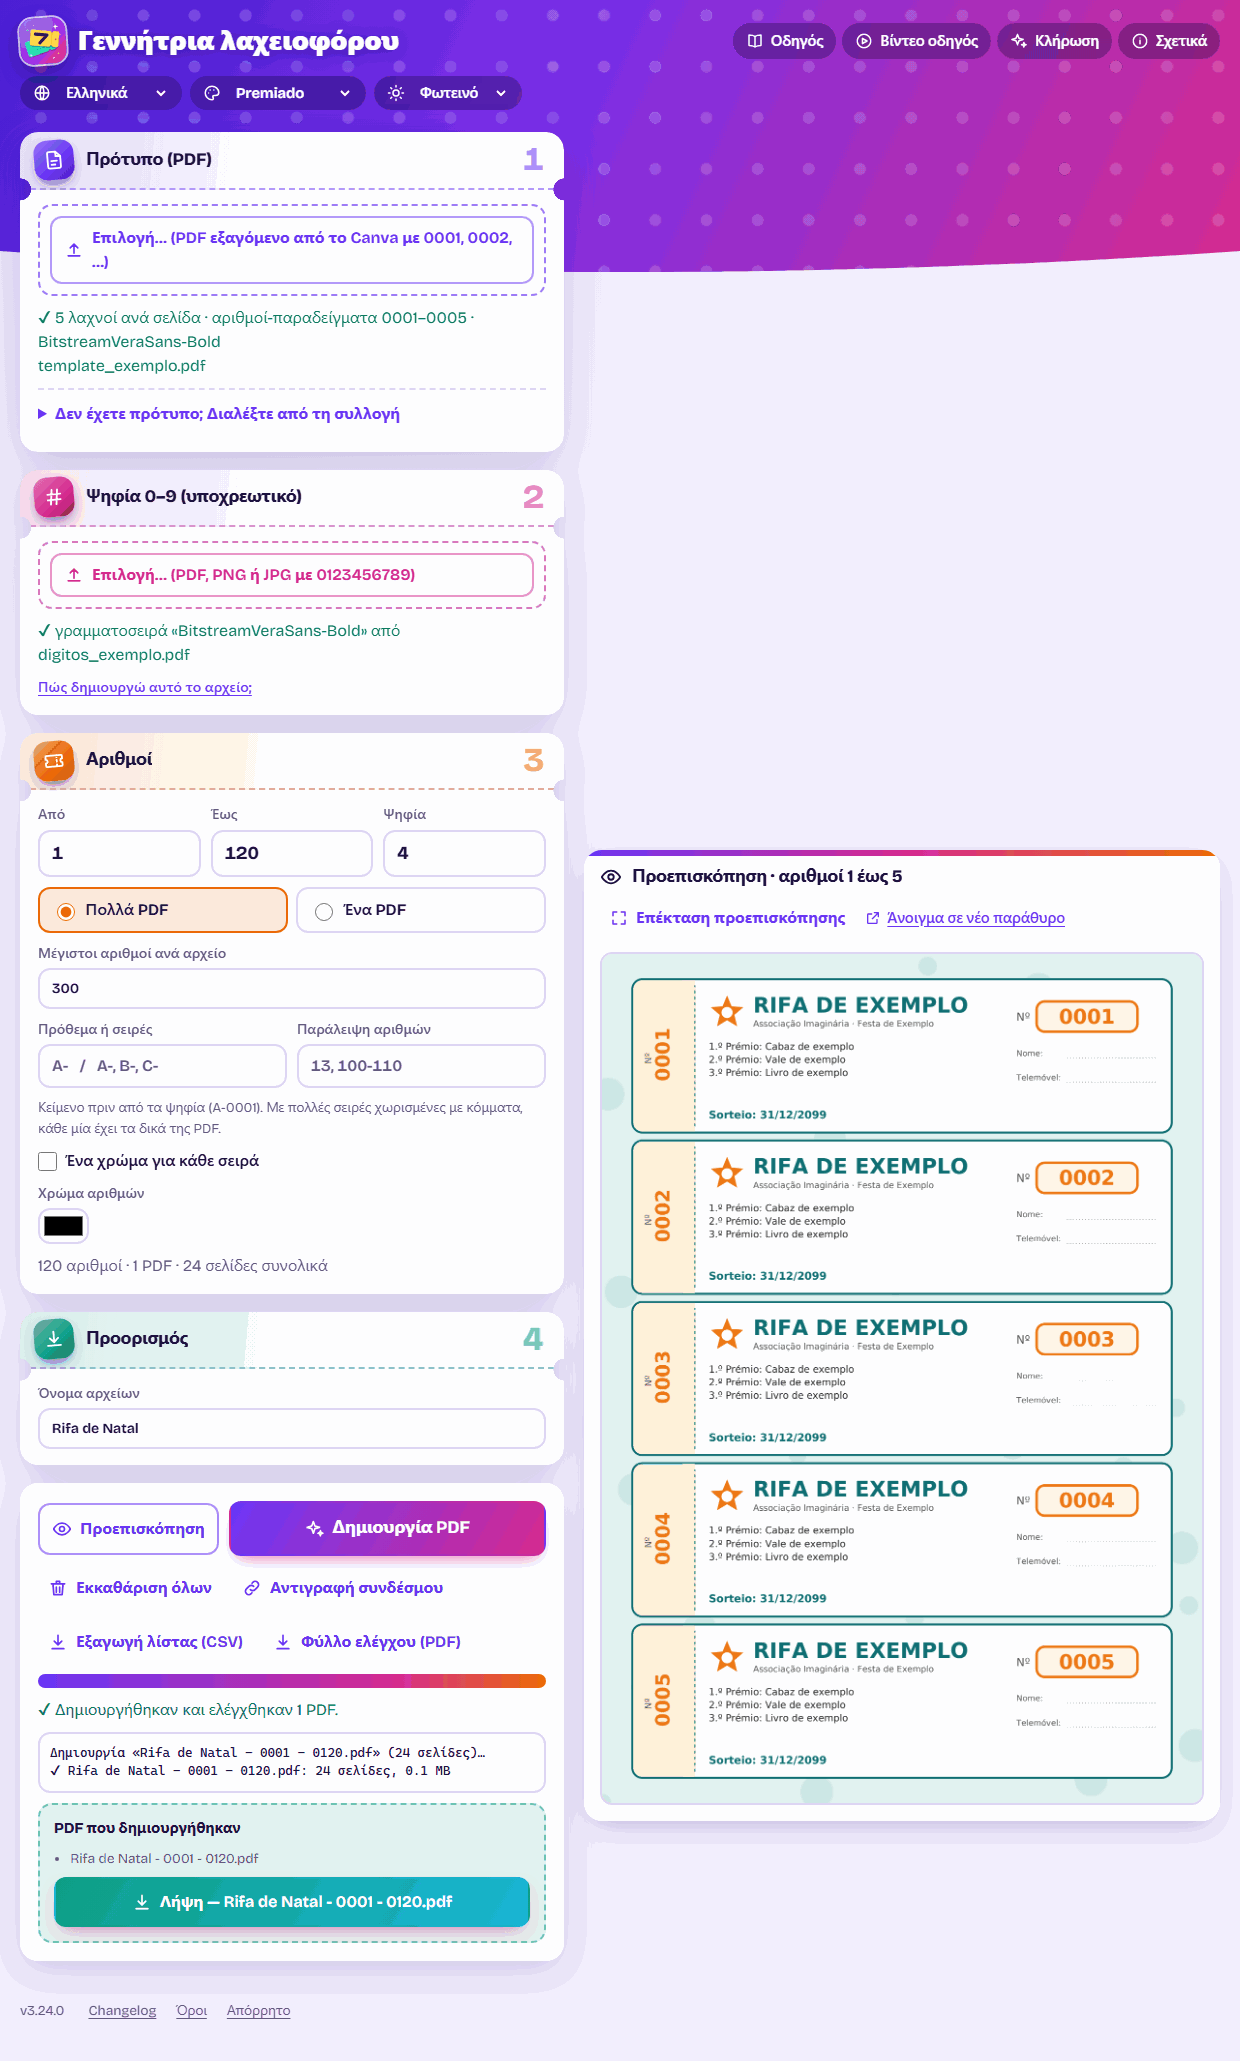 Γεννήτρια λαχειοφόρου
Οδηγός
Βίντεο οδηγός
Κλήρωση
Σχετικά
Ελληνικά
Premiado
Φωτεινό
Πρότυπο (PDF)
1
Επιλογή... (PDF εξαγόμενο από το Canva με 0001, 0002,
...)
✓ 5 λαχνοί ανά σελίδα · αριθμοί-παραδείγματα 0001–0005 ·
BitstreamVeraSans-Bold
template_exemplo.pdf
Δεν έχετε πρότυπο; Διαλέξτε από τη συλλογή
Ψηφία 0–9 (υποχρεωτικό)
2
Επιλογή... (PDF, PNG ή JPG με 0123456789)
✓ γραμματοσειρά «BitstreamVeraSans-Bold» από
digitos_exemplo.pdf
Πώς δημιουργώ αυτό το αρχείο;
Αριθμοί
3
Από
Έως
Ψηφία
1
120
4
Πολλά PDF
Ένα PDF
Μέγιστοι αριθμοί ανά αρχείο
300
Πρόθεμα ή σειρές
Παράλειψη αριθμών
A- / A-, B-, C-
13, 100-110
Κείμενο πριν από τα ψηφία (A-0001). Με πολλές σειρές χωρισμένες με κόμματα,
κάθε μία έχει τα δικά της PDF.
Ένα χρώμα για κάθε σειρά
Χρώμα αριθμών
120 αριθμοί · 1 PDF · 24 σελίδες συνολικά
Προορισμός
4
Όνομα αρχείων
Rifa de Natal
Προεπισκόπηση
Δημιουργία PDF
Εκκαθάριση όλων
Αντιγραφή συνδέσμου
Εξαγωγή λίστας (CSV)
Φύλλο ελέγχου (PDF)
✓ Δημιουργήθηκαν και ελέγχθηκαν 1 PDF.
Δημιουργία «Rifa de Natal – 0001 – 0120.pdf» (24 σελίδες)…
✓ Rifa de Natal – 0001 – 0120.pdf: 24 σελίδες, 0.1 MB
PDF που δημιουργήθηκαν
• Rifa de Natal - 0001 - 0120.pdf
Λήψη — Rifa de Natal - 0001 - 0120.pdf
v3.24.0
Changelog
Όροι
Απόρρητο
Προεπισκόπηση · αριθμοί 1 έως 5
Επέκταση προεπισκόπησης
Άνοιγμα σε νέο παράθυρο
Nº 0001
RIFA DE EXEMPLO
Associação Imaginária · Festa de Exemplo
1.º Prémio: Cabaz de exemplo
2.º Prémio: Vale de exemplo
3.º Prémio: Livro de exemplo
Sorteio: 31/12/2099
Nº 0001
Nome:
Telemóvel:
Nº 0002
RIFA DE EXEMPLO
Associação Imaginária · Festa de Exemplo
1.º Prémio: Cabaz de exemplo
2.º Prémio: Vale de exemplo
3.º Prémio: Livro de exemplo
Sorteio: 31/12/2099
Nº 0002
Nome:
Telemóvel:
Nº 0003
RIFA DE EXEMPLO
Associação Imaginária · Festa de Exemplo
1.º Prémio: Cabaz de exemplo
2.º Prémio: Vale de exemplo
3.º Prémio: Livro de exemplo
Sorteio: 31/12/2099
Nº 0003
Nome:
Telemóvel:
Nº 0004
RIFA DE EXEMPLO
Associação Imaginária · Festa de Exemplo
1.º Prémio: Cabaz de exemplo
2.º Prémio: Vale de exemplo
3.º Prémio: Livro de exemplo
Sorteio: 31/12/2099
Nº 0004
Nome:
Telemóvel:
Nº 0005
RIFA DE EXEMPLO
Associação Imaginária · Festa de Exemplo
1.º Prémio: Cabaz de exemplo
2.º Prémio: Vale de exemplo
3.º Prémio: Livro de exemplo
Sorteio: 31/12/2099
Nº 0005
Nome:
Telemóvel: